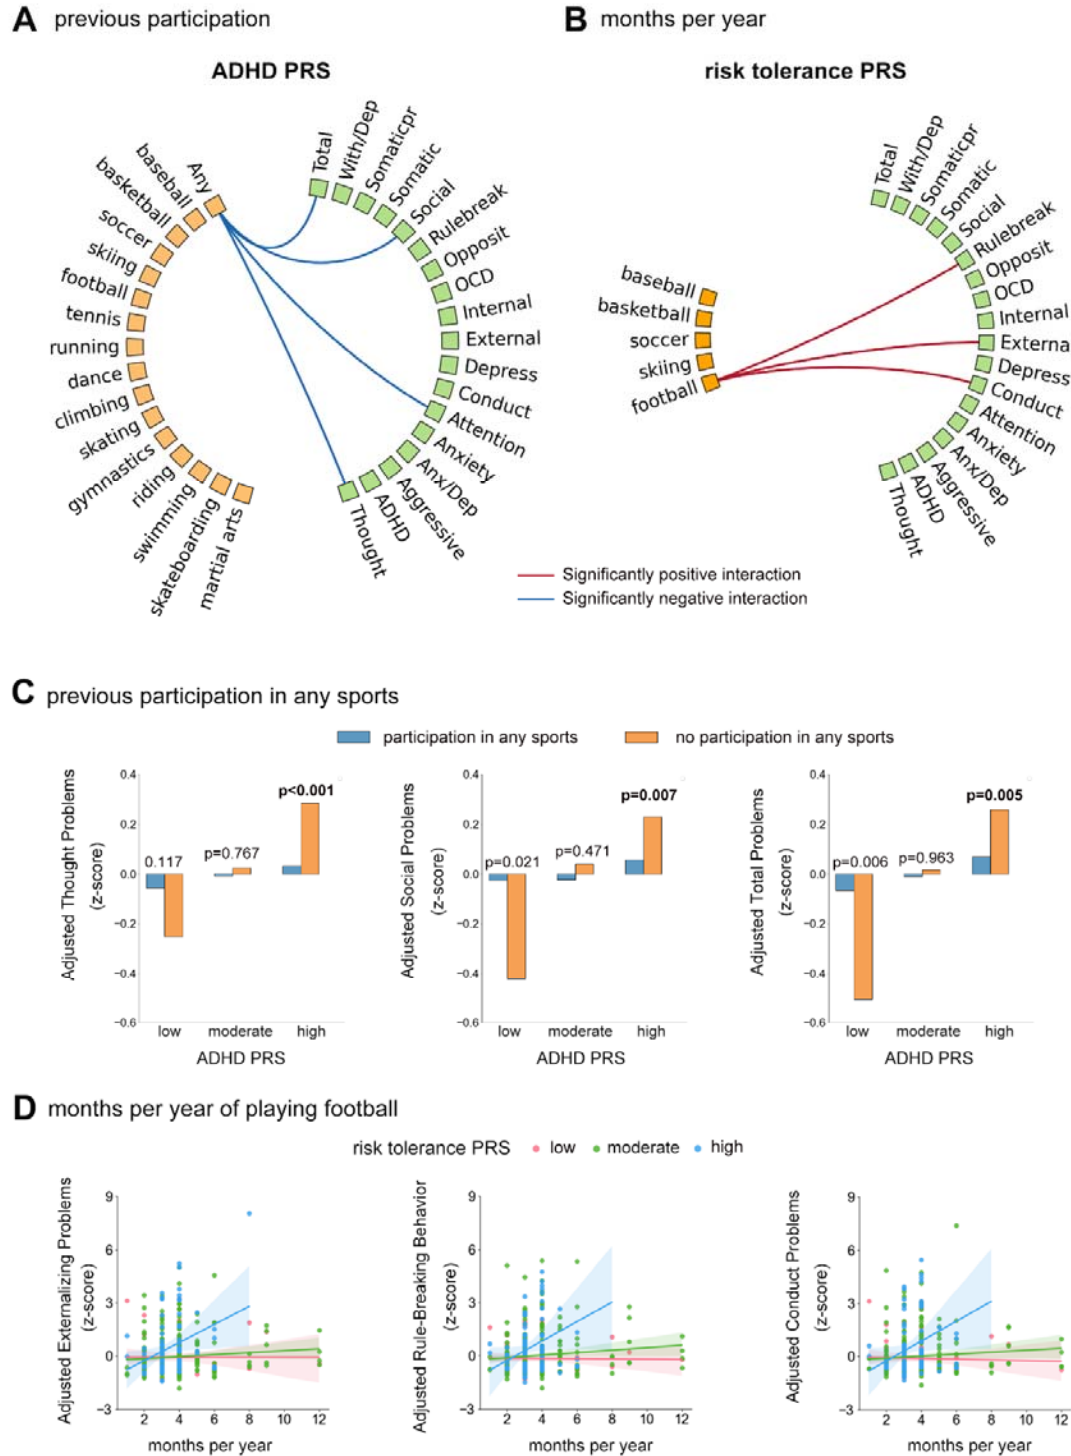 A previous participation
B months per year
ADHD PRS
risk tolerance PRS
Any
baseball
basketball
soccer
skiing
football
tennis
running
dance
climbing
skating
gymnastics
riding
swimming
skateboarding
martial arts
Total
With/Dep
Somaticpr
Somatic
Social
Rulebreak
Opposit
OCD
Internal
External
Depress
Conduct
Attention
Anxiety
Anx/Dep
Aggressive
ADHD
Thought
baseball
basketball
soccer
skiing
football
Total
With/Dep
Somaticpr
Somatic
Social
Rulebreak
Opposit
OCD
Internal
Externa
Depress
Conduct
Attention
Anxiety
Anx/Dep
Aggressive
ADHD
Thought
Significantly positive interaction
Significantly negative interaction
C previous participation in any sports
participation in any sports
no participation in any sports
Adjusted Thought Problems
(z-score)
0.4
0.2
0.0
−0.2
−0.4
−0.6
0.117
p=0.767
p<0.001
low moderate high
ADHD PRS
Adjusted Social Problems
(z-score)
0.4
0.2
0.0
−0.2
−0.4
−0.6
p=0.021
p=0.471
p=0.007
low moderate high
ADHD PRS
Adjusted Total Problems
(z-score)
0.4
0.2
0.0
−0.2
−0.4
−0.6
p=0.006
p=0.963
p=0.005
low moderate high
ADHD PRS
D months per year of playing football
risk tolerance PRS low moderate high
Adjusted Externalizing Problems
(z-score)
9
6
3
0
−3
2 4 6 8 10 12
months per year
Adjusted Rule-Breaking Behavior
(z-score)
9
6
3
0
−3
2 4 6 8 10 12
months per year
Adjusted Conduct Problems
(z-score)
9
6
3
0
−3
2 4 6 8 10 12
months per year